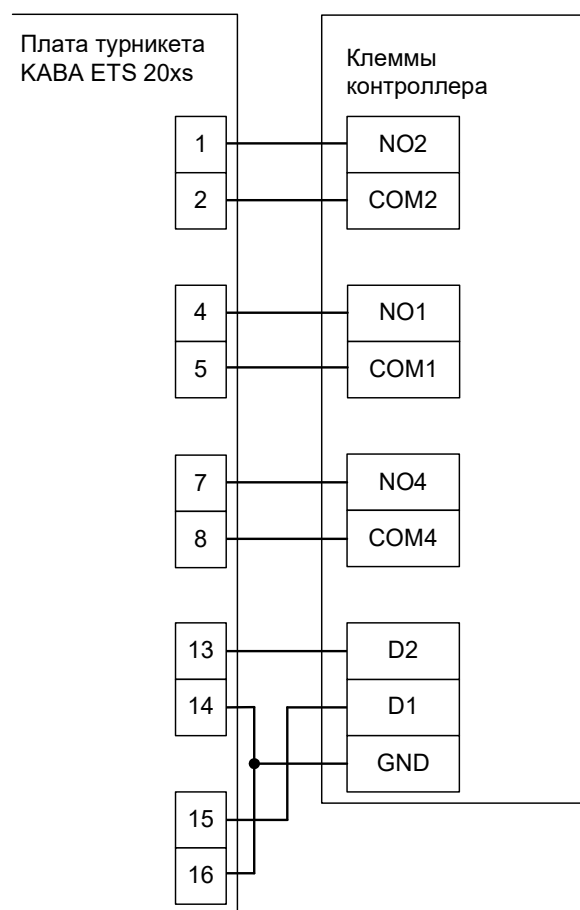 Плата турникета
KABA ETS 20xs
Клеммы
контроллера
1
NO2
2
COM2
4
NO1
5
COM1
7
NO4
8
COM4
13
D2
14
D1
GND
15
16